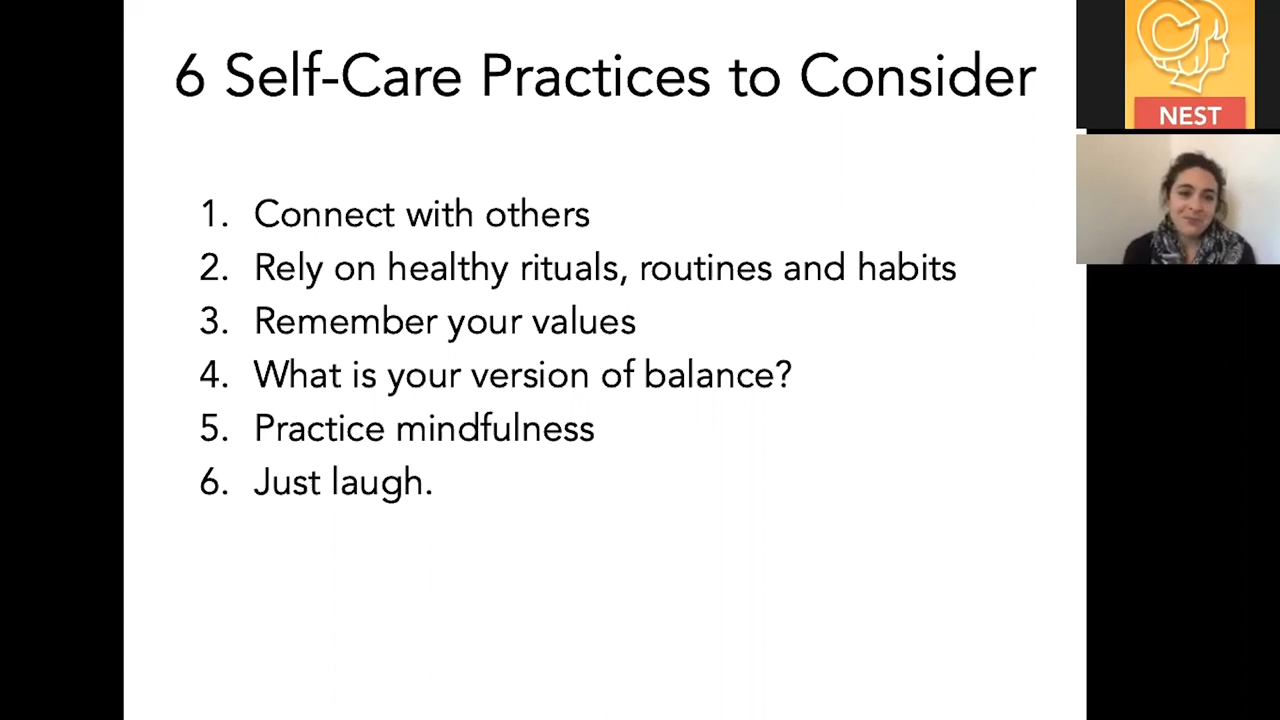 6 Self-Care Practices to Consider
NEST
1. Connect with others
2. Rely on healthy rituals, routines and habits
3. Remember your values
4. What is your version of balance?
5. Practice mindfulness
6. Just laugh.